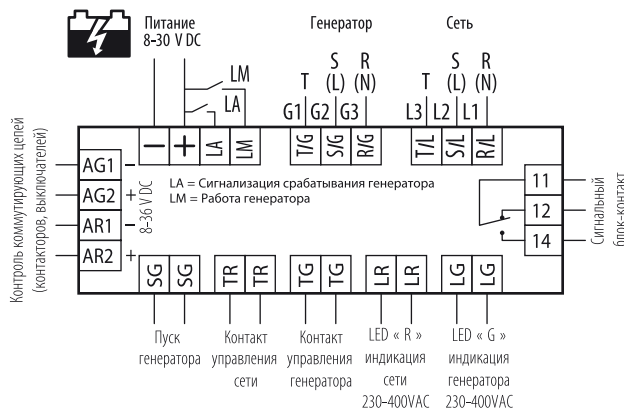 Питание
8-30 V DC
Генератор
Сеть
LM
LA
T
S
(L)
R
(N)
T
S
(L)
R
(N)
G1 G2 G3
L3 L2 L1
− + LA LM
T/G S/G R/G
T/L S/L R/L
Контроль коммутирующих цепей
(контакторов, выключателей)
AG1 −
AG2 +
AR1 −
AR2 +
8-36 V DC
LA = Сигнализация срабатывания генератора
LM = Работа генератора
11
12
14
Сигнальный
блок-контакт
SG SG TR TR TG TG LR LR LG LG
Пуск
генератора
Контакт
управления
сети
Контакт
управления
генератора
LED « R »
индикация
сети
230-400VAC
LED « G »
индикация
генератора
230-400VAC